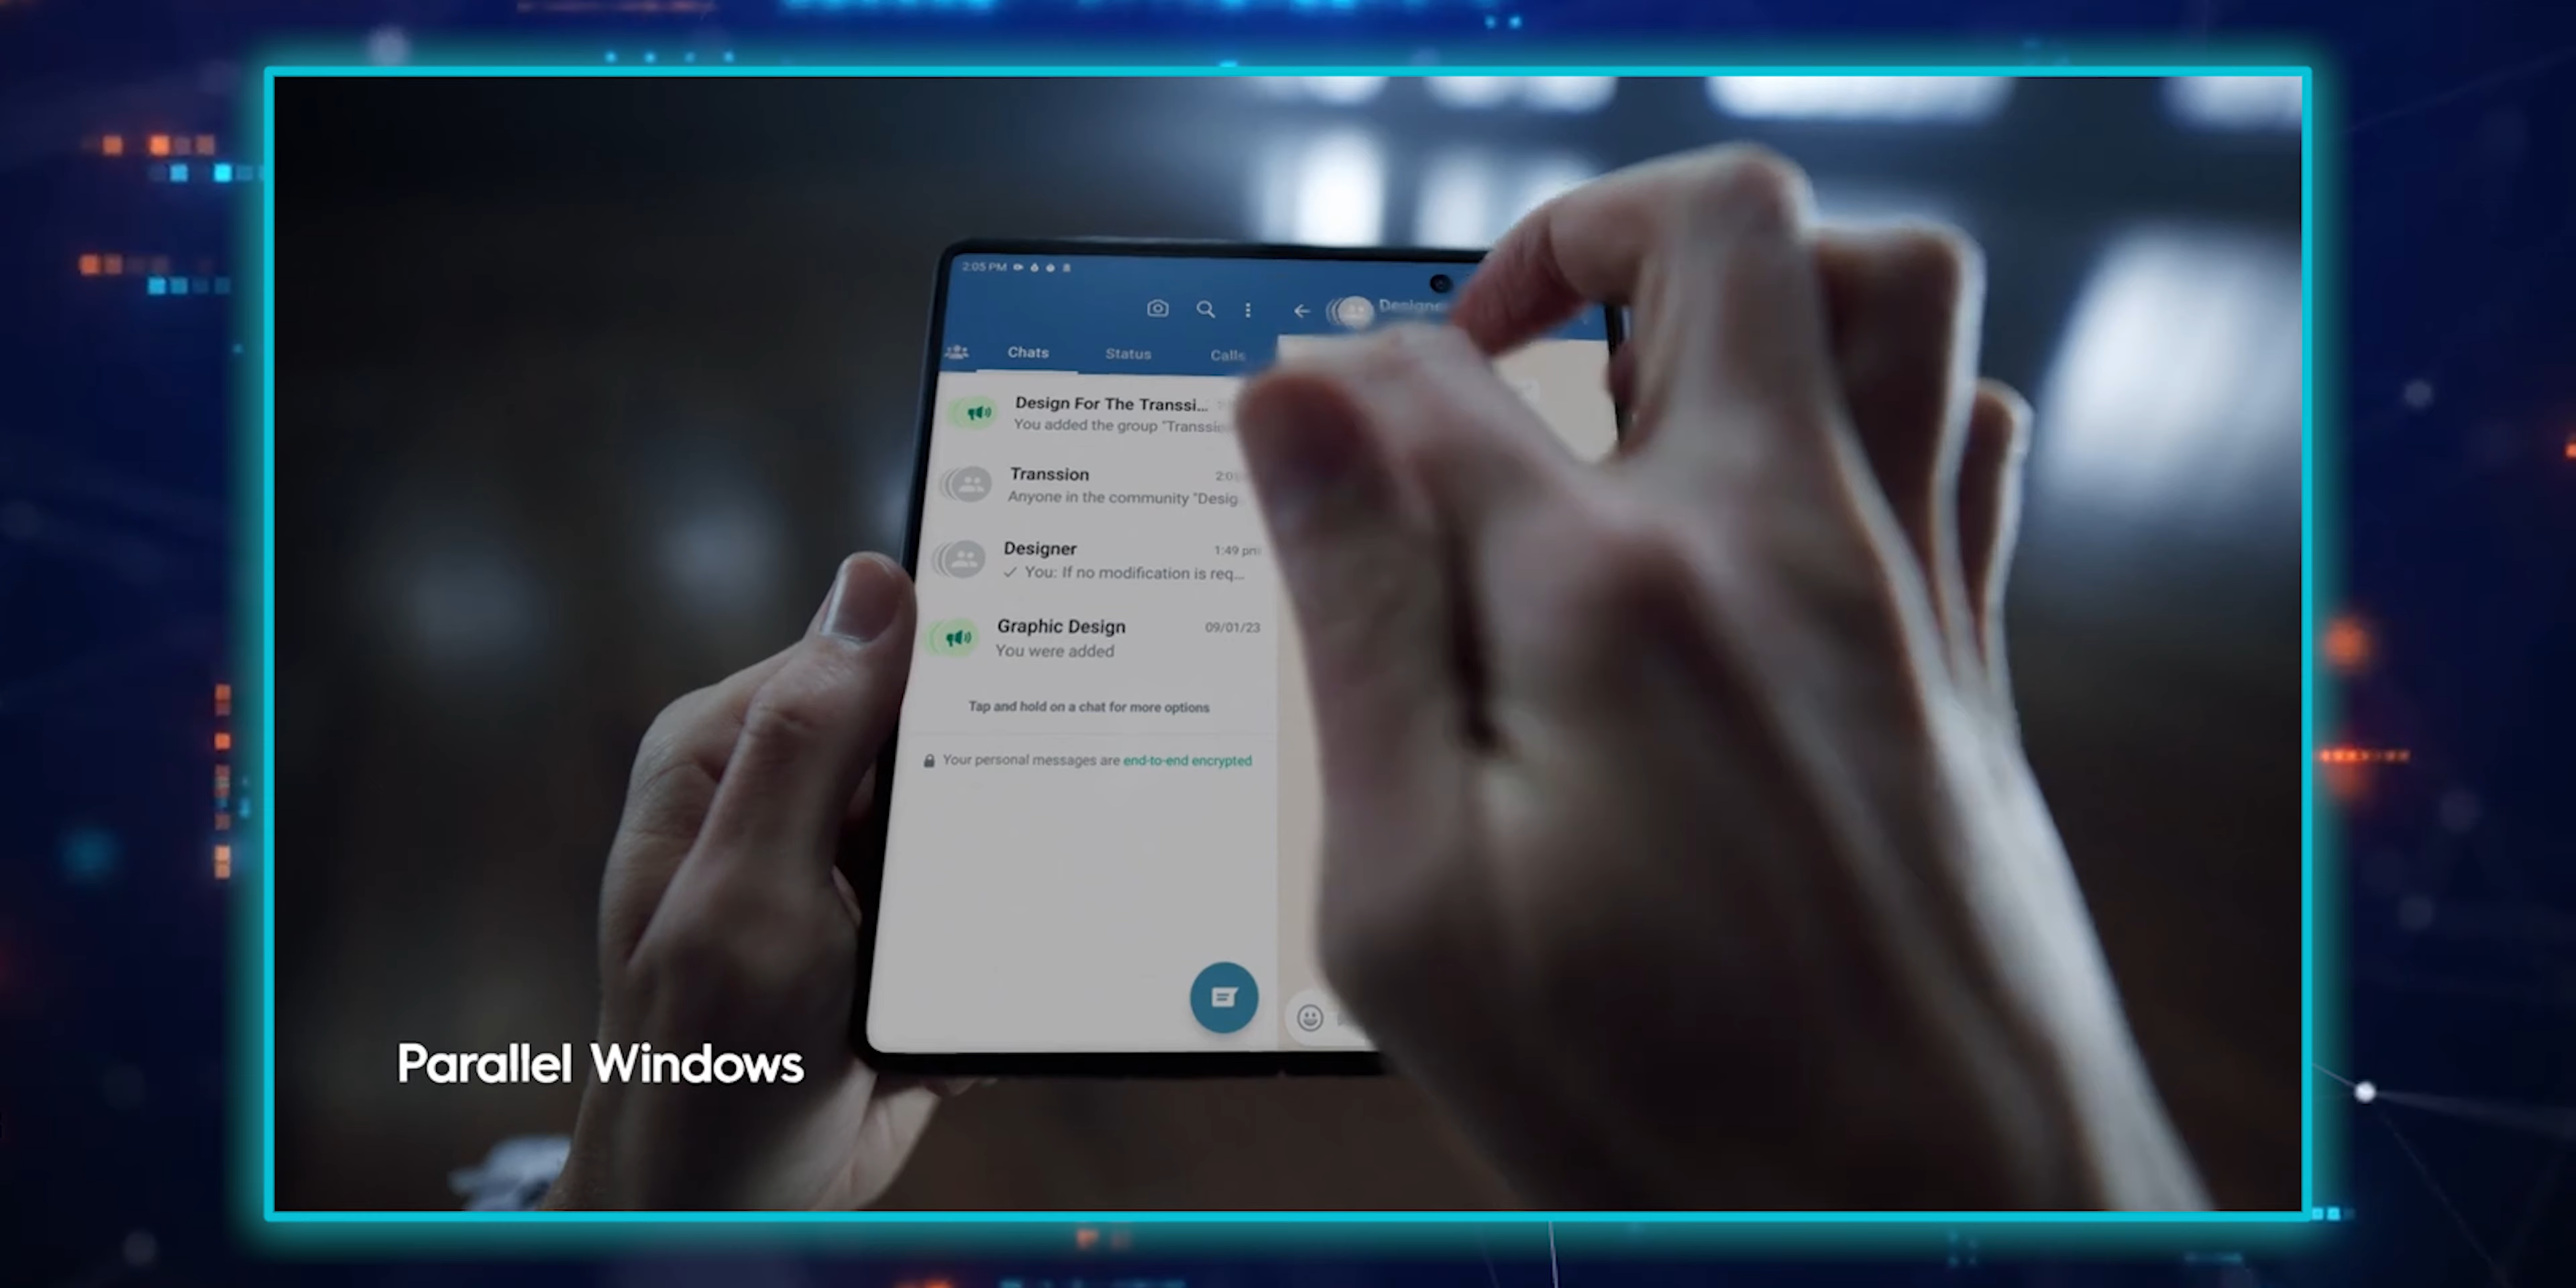 2:05 PM
Designe
Chats Status Calls
Design For The Transsi...
You added the group "Transsi
Transsion
Anyone in the community "Desig
Designer 1:49 pm
You: If no modification is req...
Graphic Design 09/01/23
You were added
Tap and hold on a chat for more options
Your personal messages are end-to-end encrypted
Parallel Windows